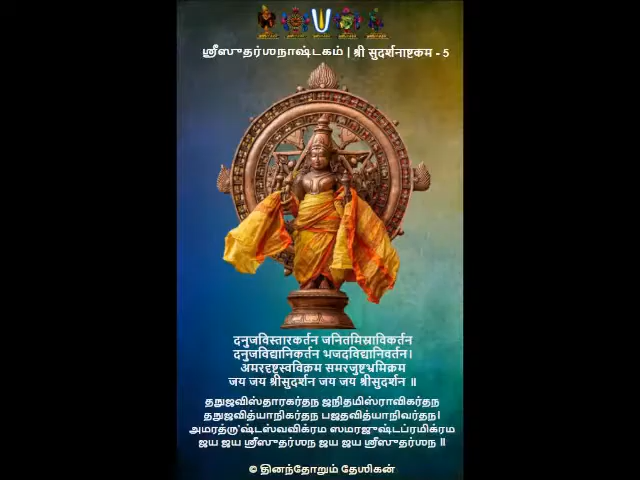 ஸ்ரீஸுதர்ஶநாஷ்டகம் | श्री सुदर्शनाष्टकम - 5
दनुजविस्तारकर्तन जनितमिस्राविकर्तन
दनुजविद्यानिकर्तन भजदविद्यानिवर्तन।
अमरदृष्टस्वविक्रम समरजुष्टभ्रमिक्रम
जय जय श्रीसुदर्शन जय जय श्रीसुदर्शन ॥
தநுஜவிஸ்தாரகர்தந ஜநிதமிஸ்ராவிகர்தந
தநுஜவித்யாநிகர்தந பஜதவித்யாநிவர்தந।
அமரத்ரு'ஷ்டஸ்வவிக்ரம ஸமரஜுஷ்டப்ரமிக்ரம
ஜய ஜய ஸ்ரீஸுதர்ஶந ஜய ஜய ஸ்ரீஸுதர்ஶந ॥
© தினந்தோறும் தேஶிகன்